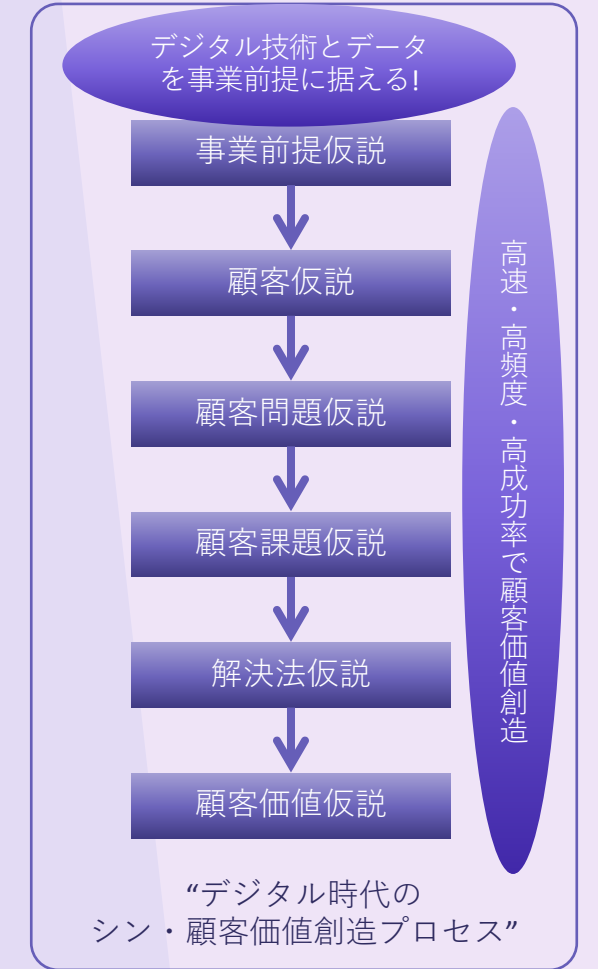 デジタル技術とデータ
を事業前提に据える!
事業前提仮説
顧客仮説
顧客問題仮説
顧客課題仮説
解決法仮説
顧客価値仮説
高速・高頻度・高成功率で顧客価値創造
“デジタル時代の
シン・顧客価値創造プロセス”